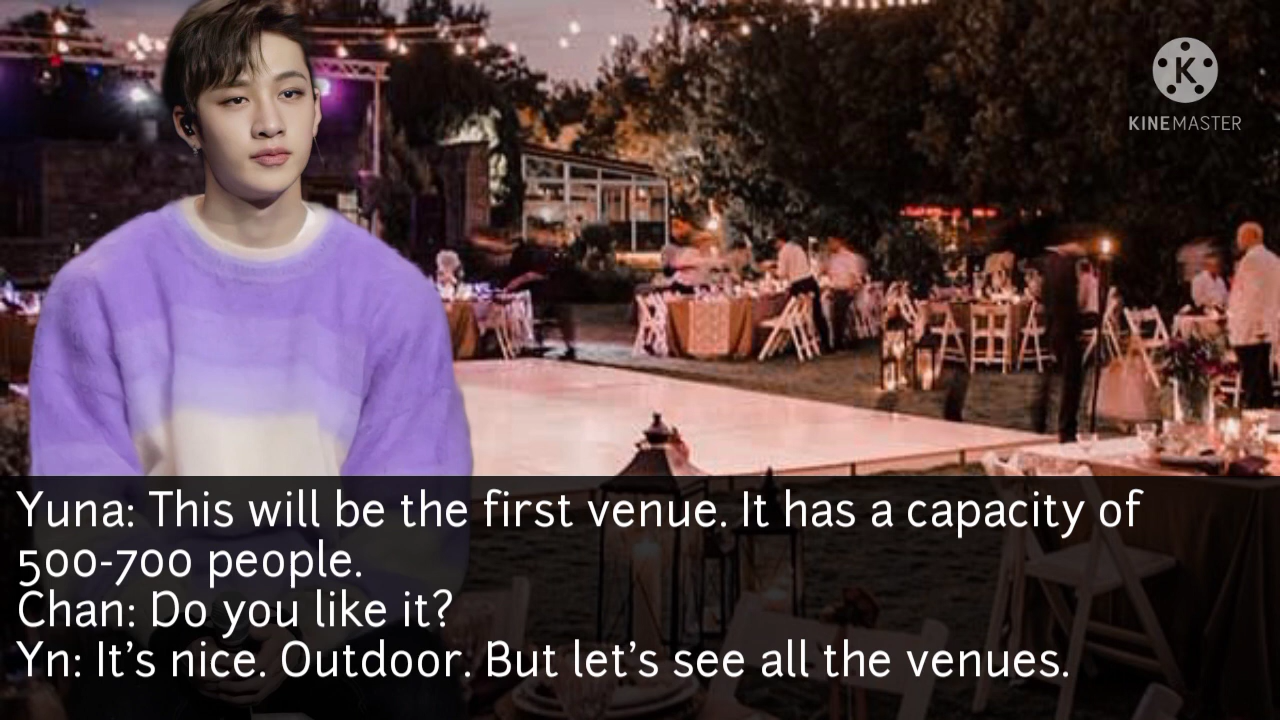 KINEMASTER
Yuna: This will be the first venue. It has a capacity of
500-700 people.
Chan: Do you like it?
Yn: It's nice. Outdoor. But let's see all the venues.